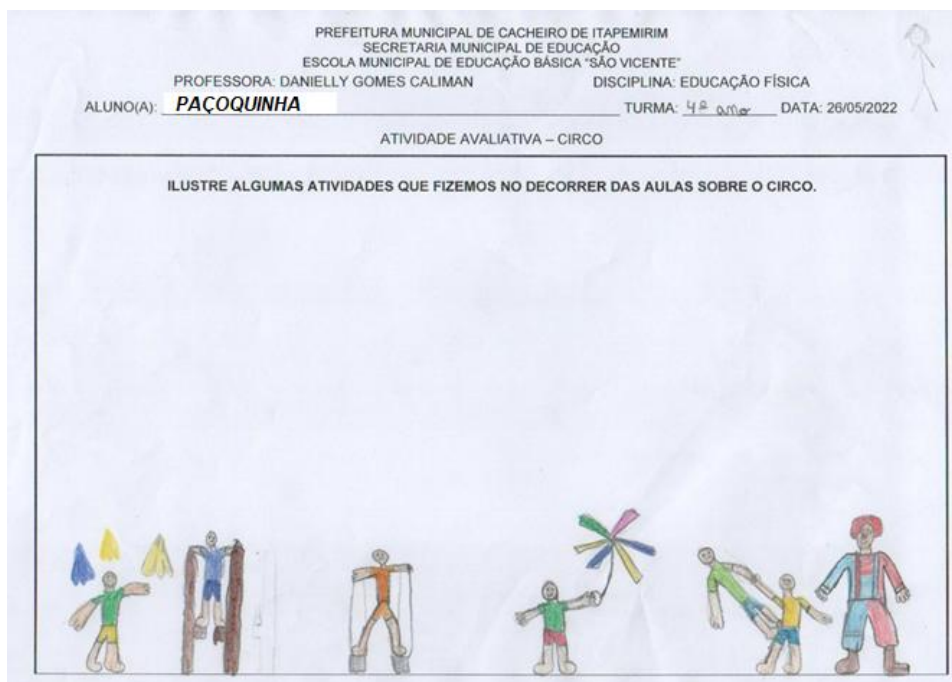 PREFEITURA MUNICIPAL DE CACHEIRO DE ITAPEMIRIM
SECRETARIA MUNICIPAL DE EDUCAÇÃO
ESCOLA MUNICIPAL DE EDUCAÇÃO BÁSICA "SÃO VICENTE"
PROFESSORA: DANIELLY GOMES CALIMAN DISCIPLINA: EDUCAÇÃO FÍSICA
ALUNO(A): PAÇOQUINHA TURMA: 4º ano DATA: 26/05/2022
ATIVIDADE AVALIATIVA – CIRCO
ILUSTRE ALGUMAS ATIVIDADES QUE FIZEMOS NO DECORRER DAS AULAS SOBRE O CIRCO.